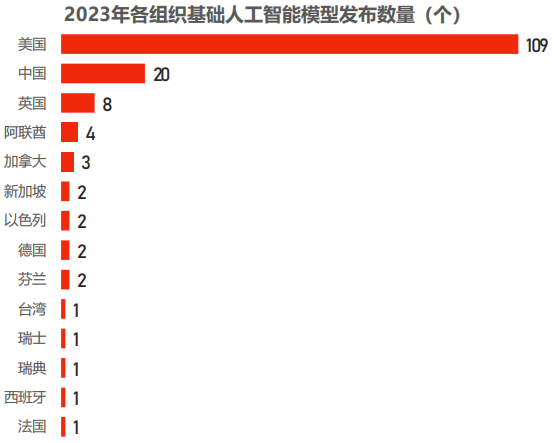 2023年各组织基础人工智能模型发布数量（个）
美国 109
中国 20
英国 8
阿联酋 4
加拿大 3
新加坡 2
以色列 2
德国 2
芬兰 2
台湾 1
瑞士 1
瑞典 1
西班牙 1
法国 1